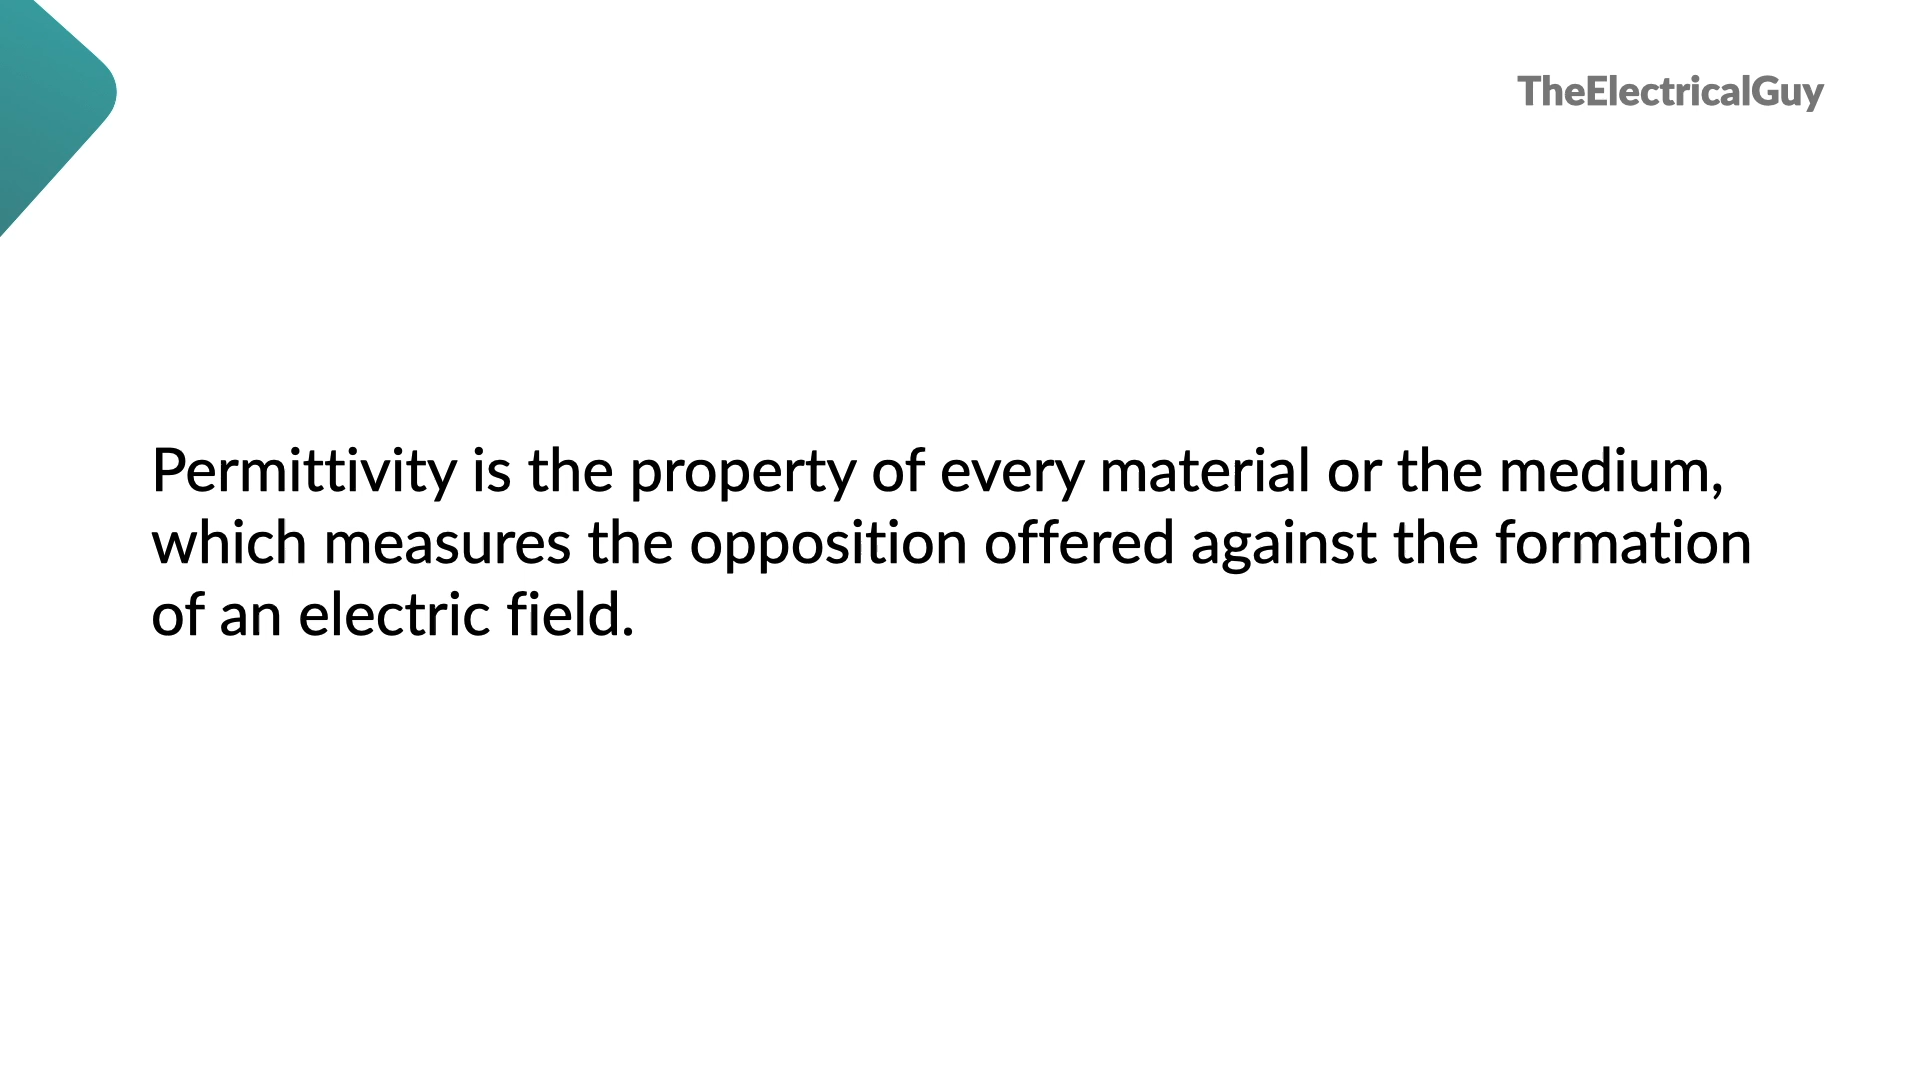 TheElectricalGuy
Permittivity is the property of every material or the medium,
which measures the opposition offered against the formation
of an electric field.